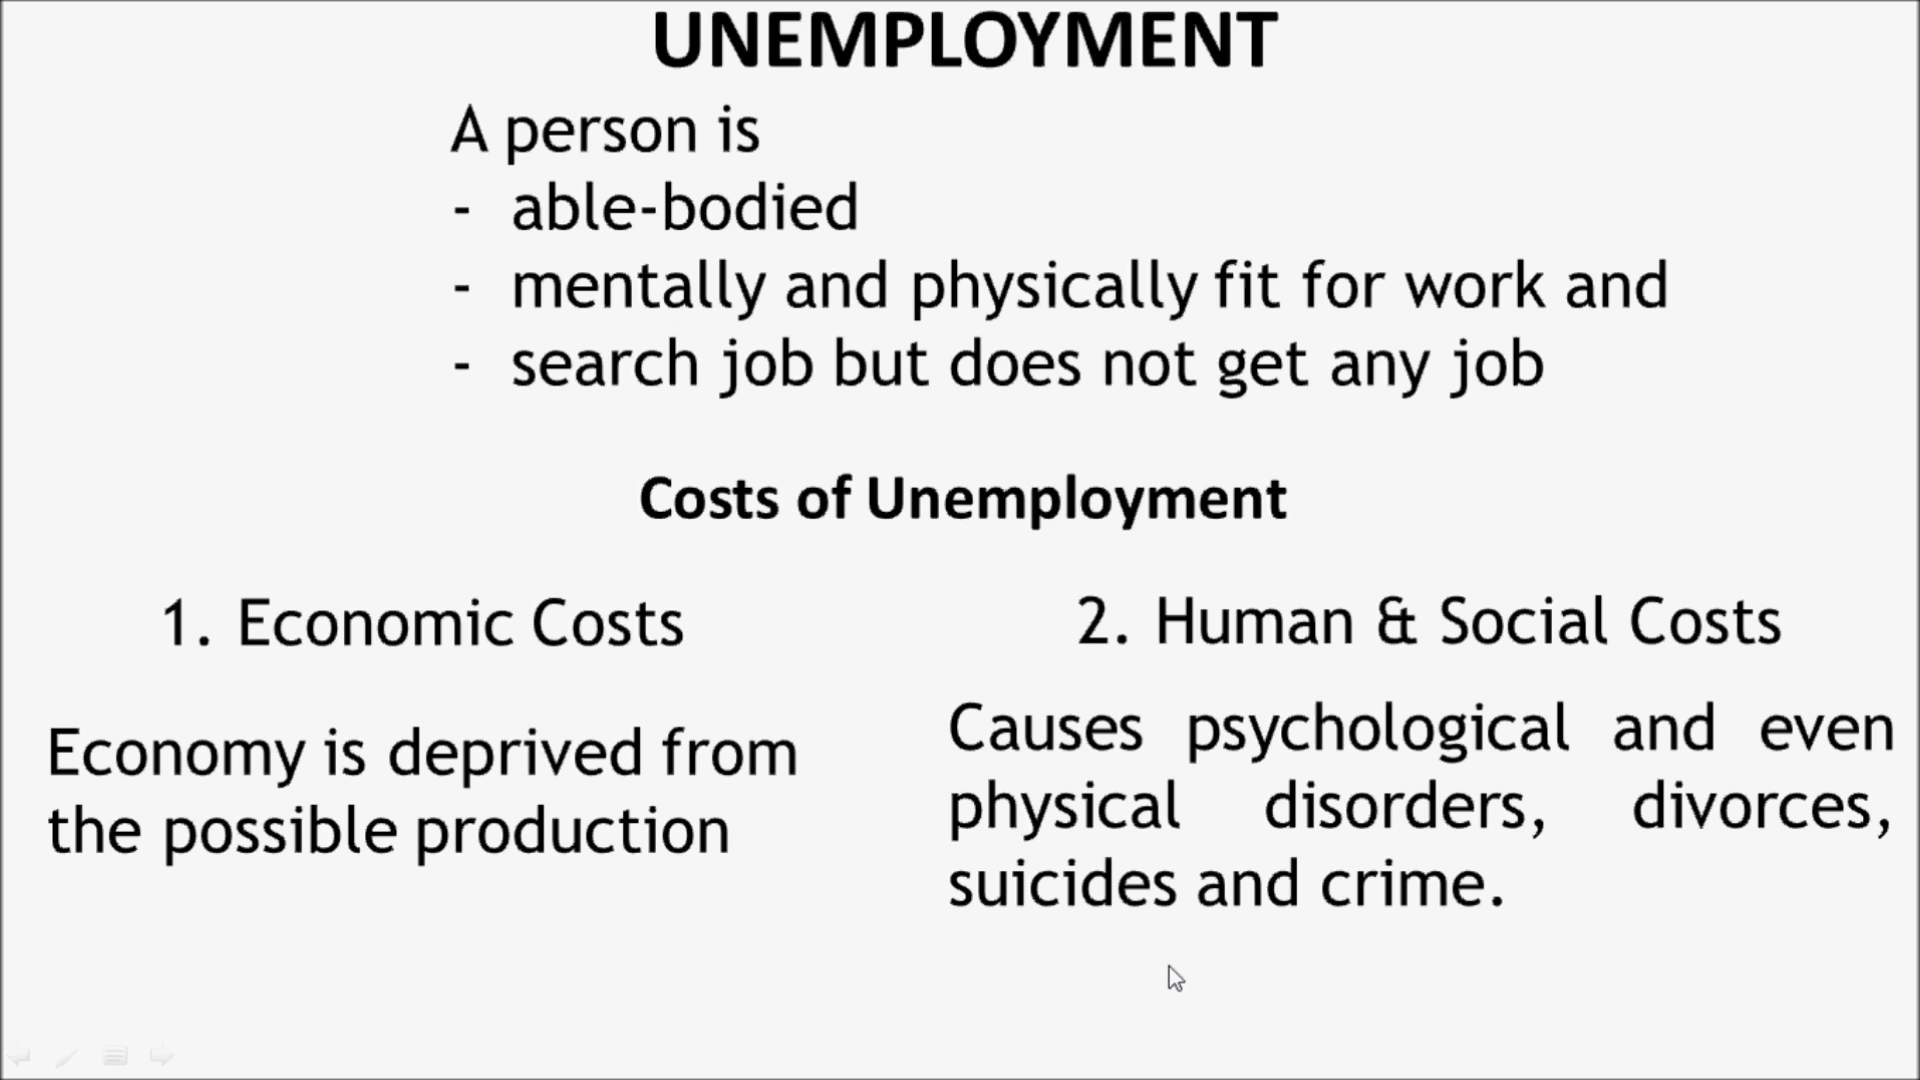 UNEMPLOYMENT
A person is
- able-bodied
- mentally and physically fit for work and
- search job but does not get any job
Costs of Unemployment
1. Economic Costs
Economy is deprived from
the possible production
2. Human & Social Costs
Causes psychological and even
physical disorders, divorces,
suicides and crime.